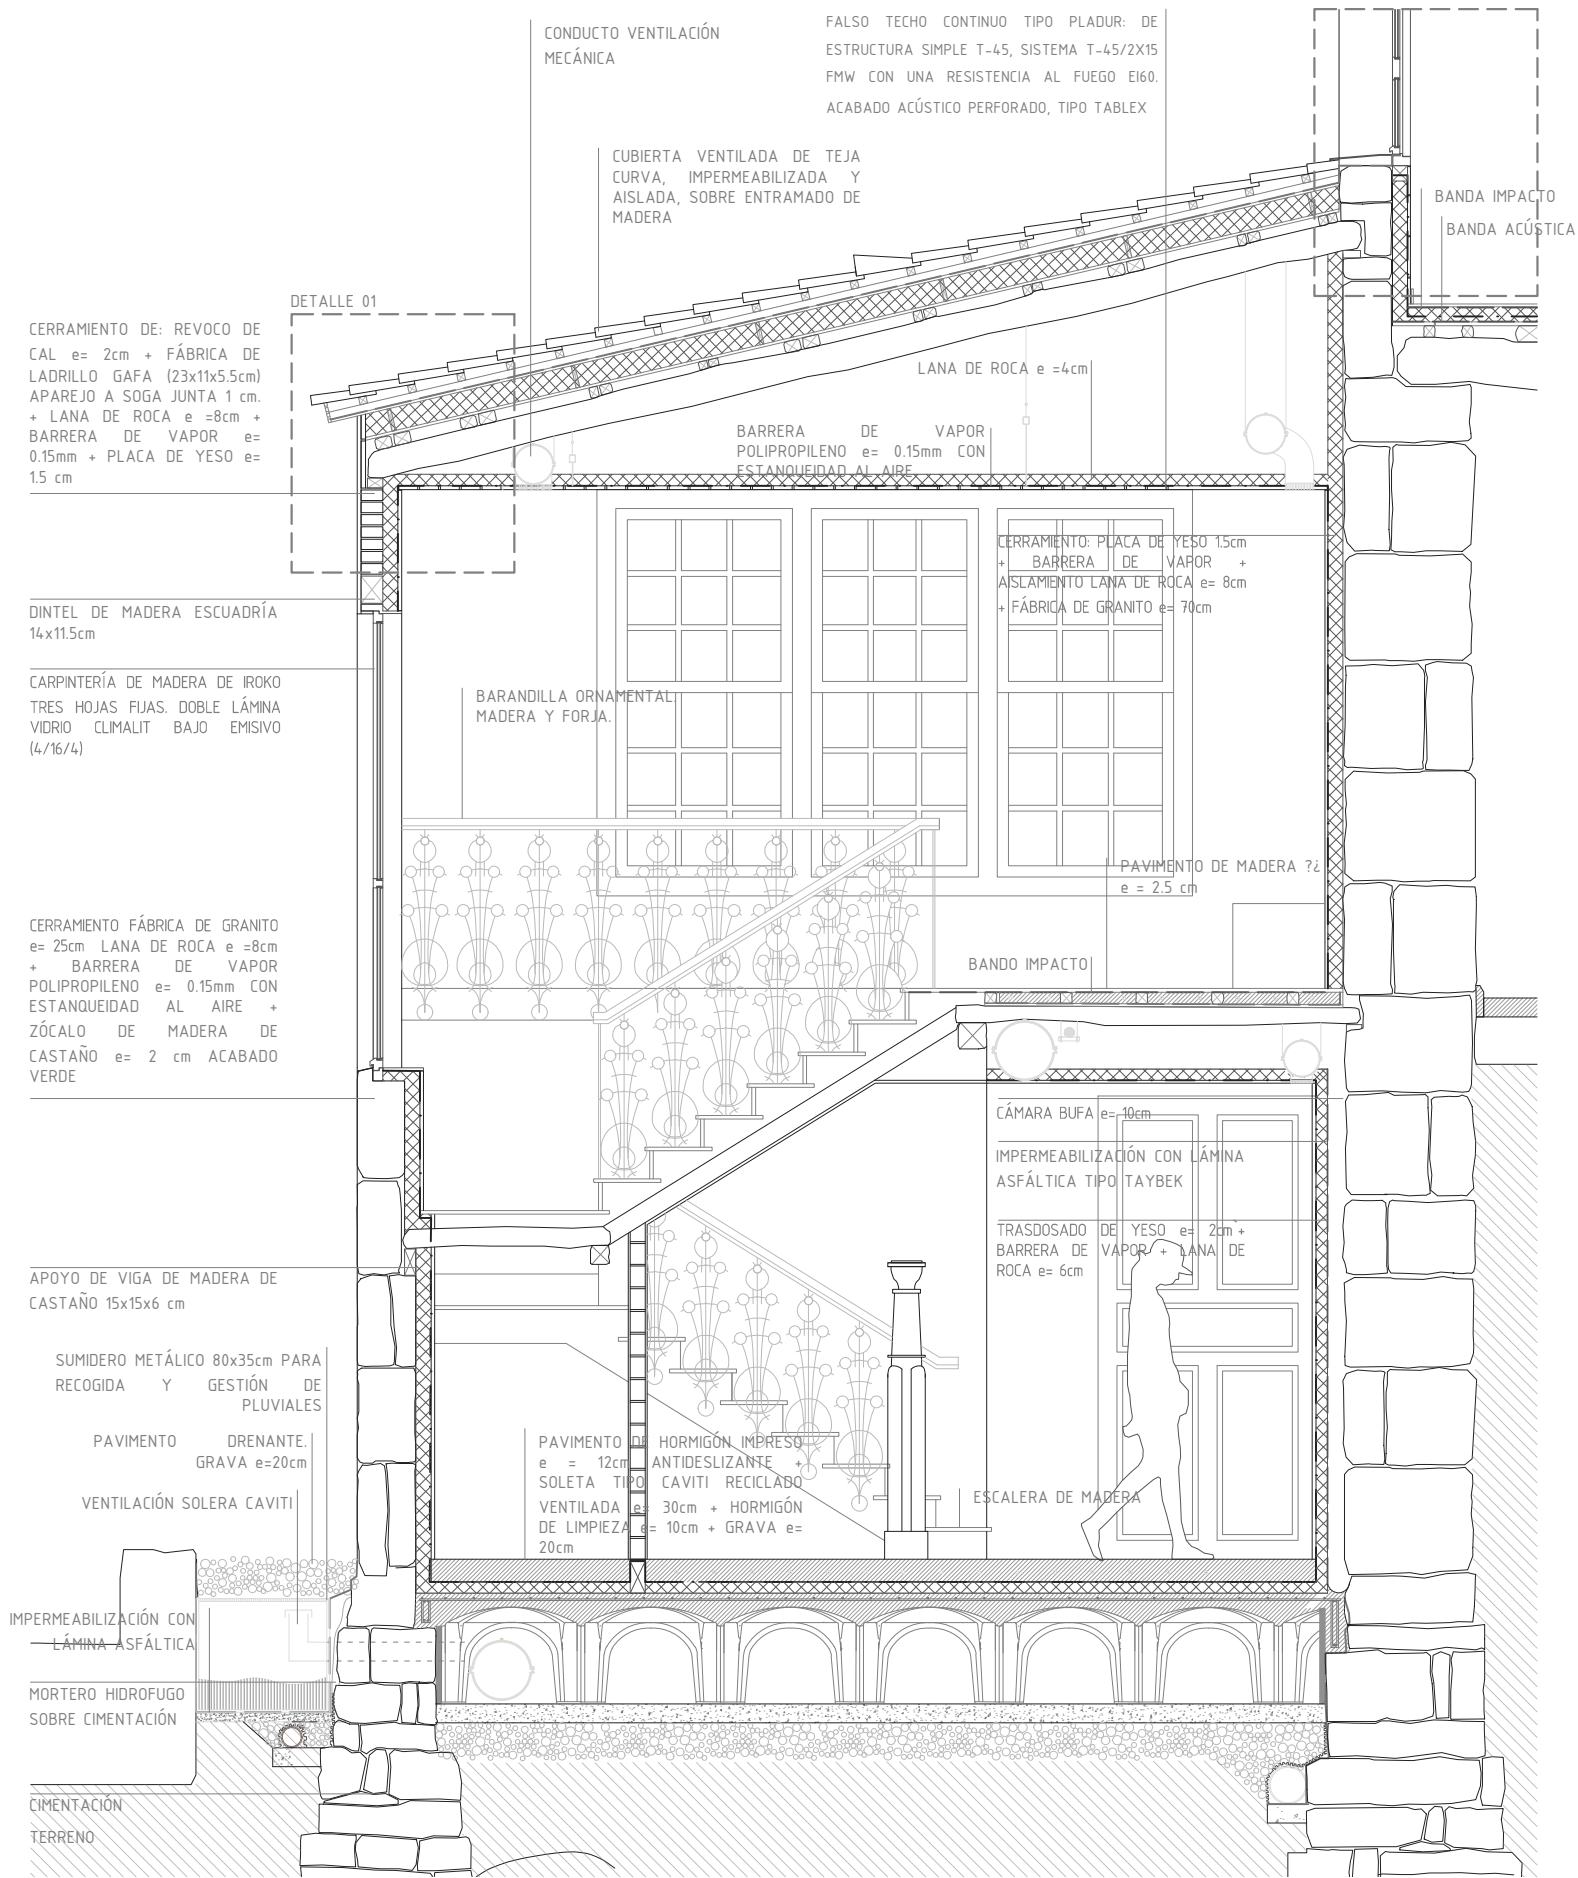 CONDUCTO VENTILACIÓN
MECÁNICA
FALSO TECHO CONTINUO TIPO PLADUR: DE
ESTRUCTURA SIMPLE T-45, SISTEMA T-45/2X15
FMW CON UNA RESISTENCIA AL FUEGO EI60.
ACABADO ACÚSTICO PERFORADO, TIPO TABLEX
CUBIERTA VENTILADA DE TEJA
CURVA, IMPERMEABILIZADA Y
AISLADA, SOBRE ENTRAMADO DE
MADERA
BANDA IMPACTO
BANDA ACÚSTICA
DETALLE 01
CERRAMIENTO DE: REVOCO DE
CAL e= 2cm + FÁBRICA DE
LADRILLO GAFA (23x11x5.5cm)
APAREJO A SOGA JUNTA 1 cm.
+ LANA DE ROCA e =8cm +
BARRERA DE VAPOR e=
0.15mm + PLACA DE YESO e=
1.5 cm
LANA DE ROCA e =4cm
BARRERA DE VAPOR
POLIPROPILENO e= 0.15mm CON
ESTANQUEIDAD AL AIRE
CERRAMIENTO: PLACA DE YESO 1.5cm
+ BARRERA DE VAPOR +
AISLAMIENTO LANA DE ROCA e= 8cm
+ FÁBRICA DE GRANITO e= 70cm
DINTEL DE MADERA ESCUADRÍA
14x11.5cm
CARPINTERÍA DE MADERA DE IROKO
TRES HOJAS FIJAS. DOBLE LÁMINA
VIDRIO CLIMALIT BAJO EMISIVO
(4/16/4)
BARANDILLA ORNAMENTAL.
MADERA Y FORJA.
PAVIMENTO DE MADERA ?¿
e = 2.5 cm
CERRAMIENTO FÁBRICA DE GRANITO
e= 25cm LANA DE ROCA e =8cm
+ BARRERA DE VAPOR
POLIPROPILENO e= 0.15mm CON
ESTANQUEIDAD AL AIRE +
ZÓCALO DE MADERA DE
CASTAÑO e= 2 cm ACABADO
VERDE
BANDO IMPACTO
CÁMARA BUFA e= 10cm
IMPERMEABILIZACIÓN CON LÁMINA
ASFÁLTICA TIPO TAYBEK
TRASDOSADO DE YESO e= 2cm +
BARRERA DE VAPOR + LANA DE
ROCA e= 6cm
APOYO DE VIGA DE MADERA DE
CASTAÑO 15x15x6 cm
SUMIDERO METÁLICO 80x35cm PARA
RECOGIDA Y GESTIÓN DE
PLUVIALES
PAVIMENTO DRENANTE.
GRAVA e=20cm
VENTILACIÓN SOLERA CAVITI
PAVIMENTO DE HORMIGÓN IMPRESO
e = 12cm ANTIDESLIZANTE +
SOLETA TIPO CAVITI RECICLADO
VENTILADA e= 30cm + HORMIGÓN
DE LIMPIEZA e= 10cm + GRAVA e=
20cm
ESCALERA DE MADERA
IMPERMEABILIZACIÓN CON
LÁMINA ASFÁLTICA
MORTERO HIDROFUGO
SOBRE CIMENTACIÓN
CIMENTACIÓN
TERRENO